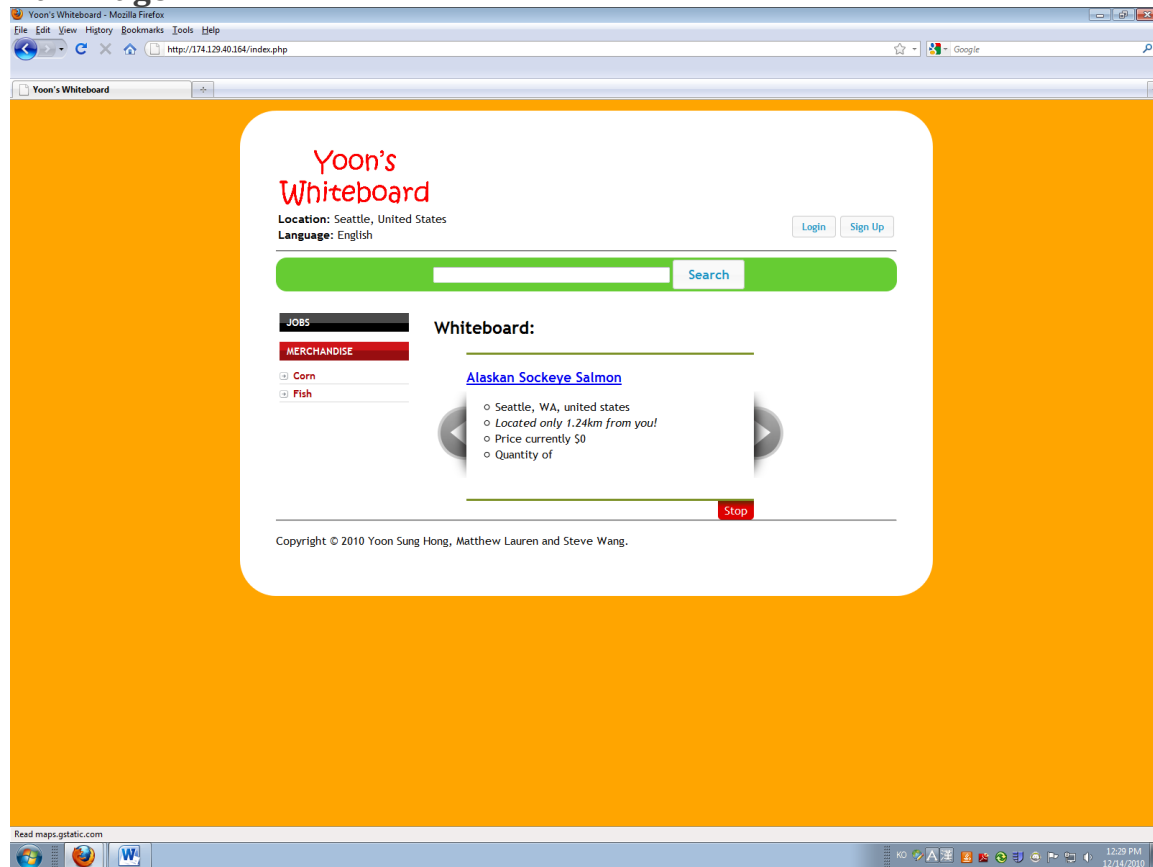 Yoon's Whiteboard - Mozilla Firefox
File Edit View History Bookmarks Tools Help
http://174.129.40.164/index.php
Google
Yoon's Whiteboard
Yoon's
Whiteboard
Location: Seattle, United States
Language: English
Login Sign Up
Search
JOBS
MERCHANDISE
Corn
Fish
Whiteboard:
Alaskan Sockeye Salmon
Seattle, WA, united states
Located only 1.24km from you!
Price currently $0
Quantity of
Stop
Copyright © 2010 Yoon Sung Hong, Matthew Lauren and Steve Wang.
Read maps.gstatic.com
KO A 漢 12:29 PM
12/14/2010